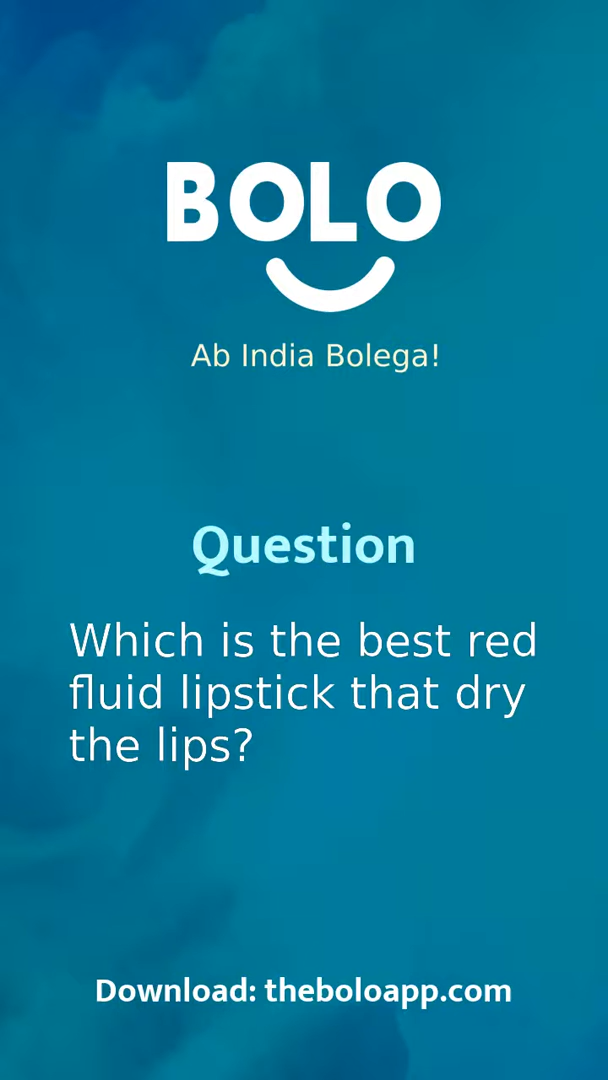 BOLO
Ab India Bolega!
Question
Which is the best red
fluid lipstick that dry
the lips?
Download: theboloapp.com